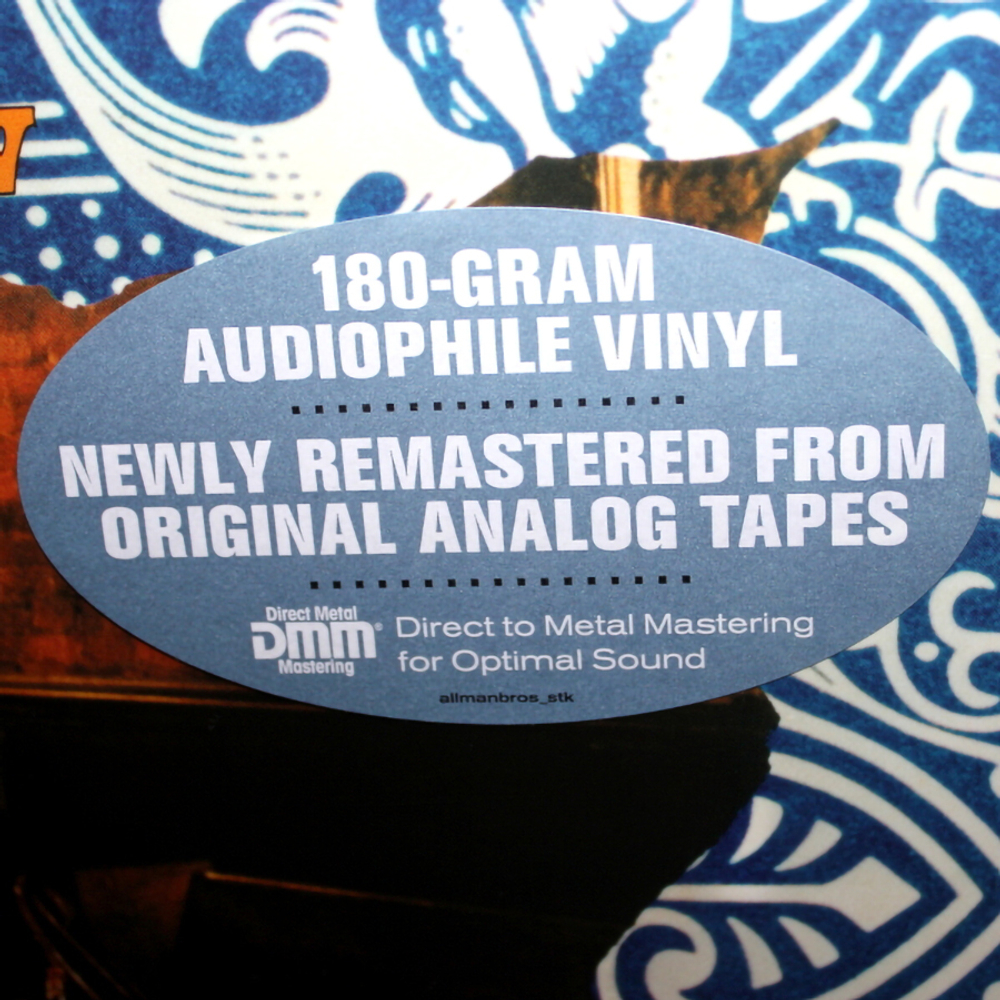 180-GRAM
AUDIOPHILE VINYL
NEWLY REMASTERED FROM
ORIGINAL ANALOG TAPES
Direct Metal
DMM®
Mastering
Direct to Metal Mastering
for Optimal Sound
allmanbros_stk